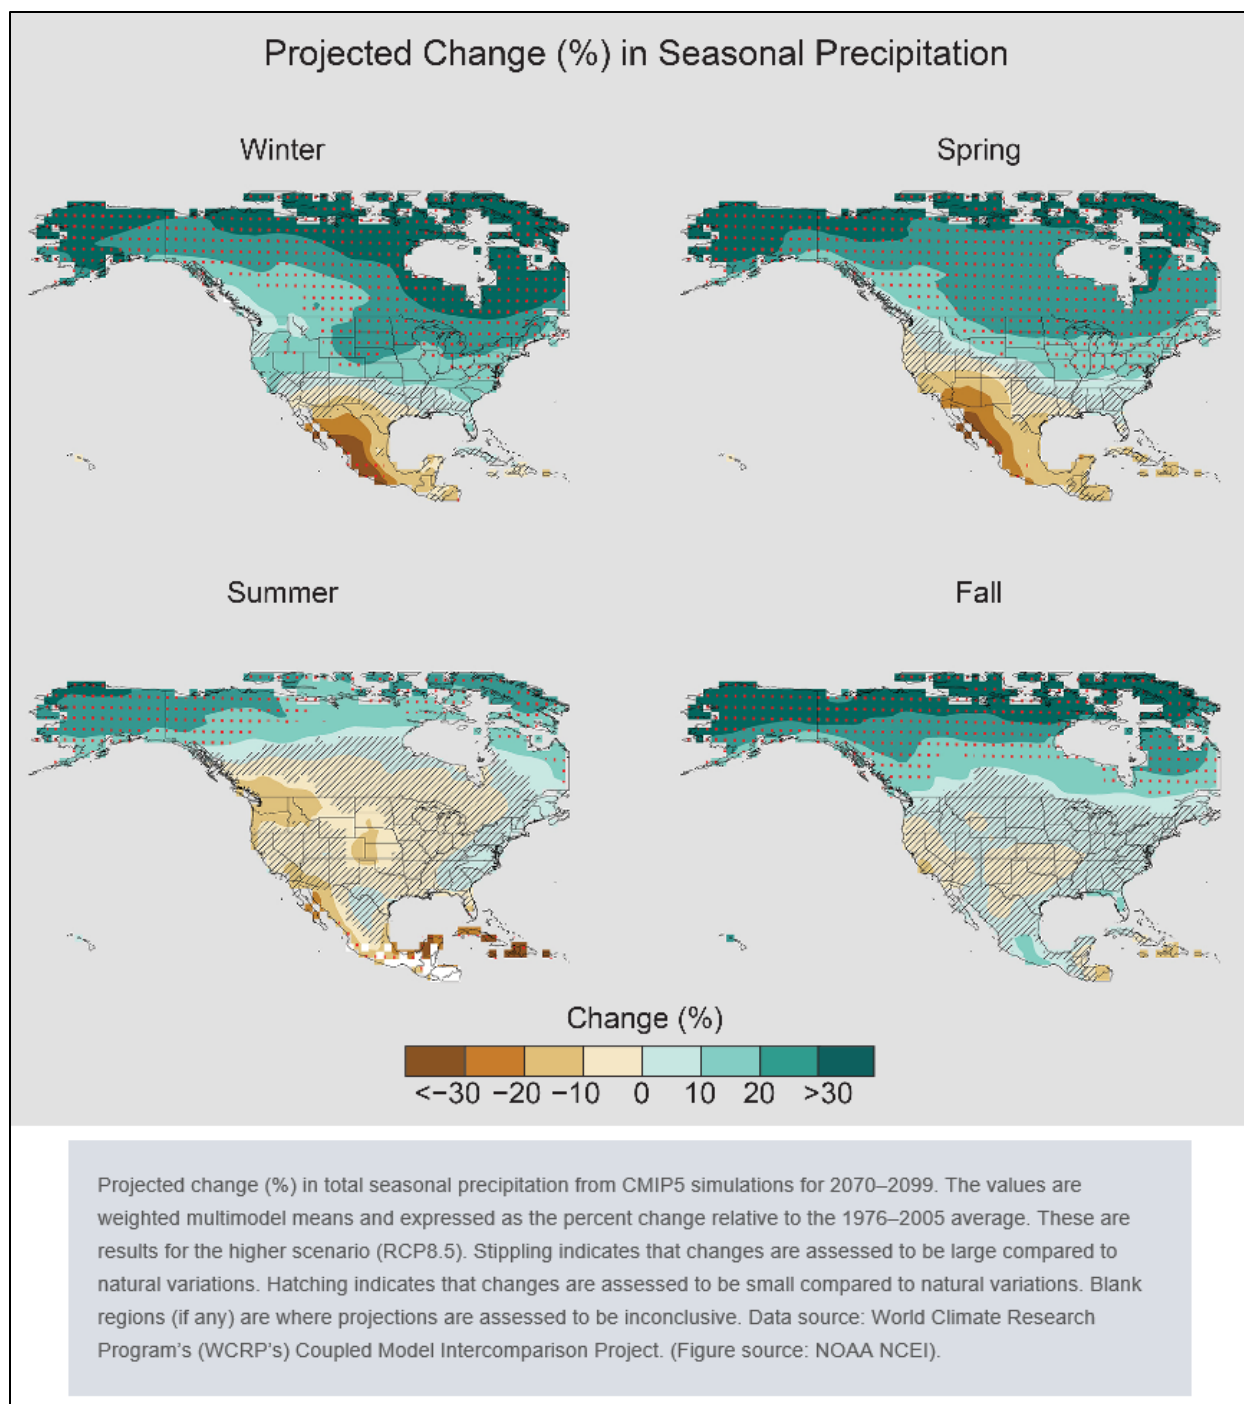 Projected Change (%) in Seasonal Precipitation
Winter
Spring
Summer
Fall
Change (%)
<−30 −20 −10 0 10 20 >30
Projected change (%) in total seasonal precipitation from CMIP5 simulations for 2070–2099. The values are
weighted multimodel means and expressed as the percent change relative to the 1976–2005 average. These are
results for the higher scenario (RCP8.5). Stippling indicates that changes are assessed to be large compared to
natural variations. Hatching indicates that changes are assessed to be small compared to natural variations. Blank
regions (if any) are where projections are assessed to be inconclusive. Data source: World Climate Research
Program’s (WCRP’s) Coupled Model Intercomparison Project. (Figure source: NOAA NCEI).